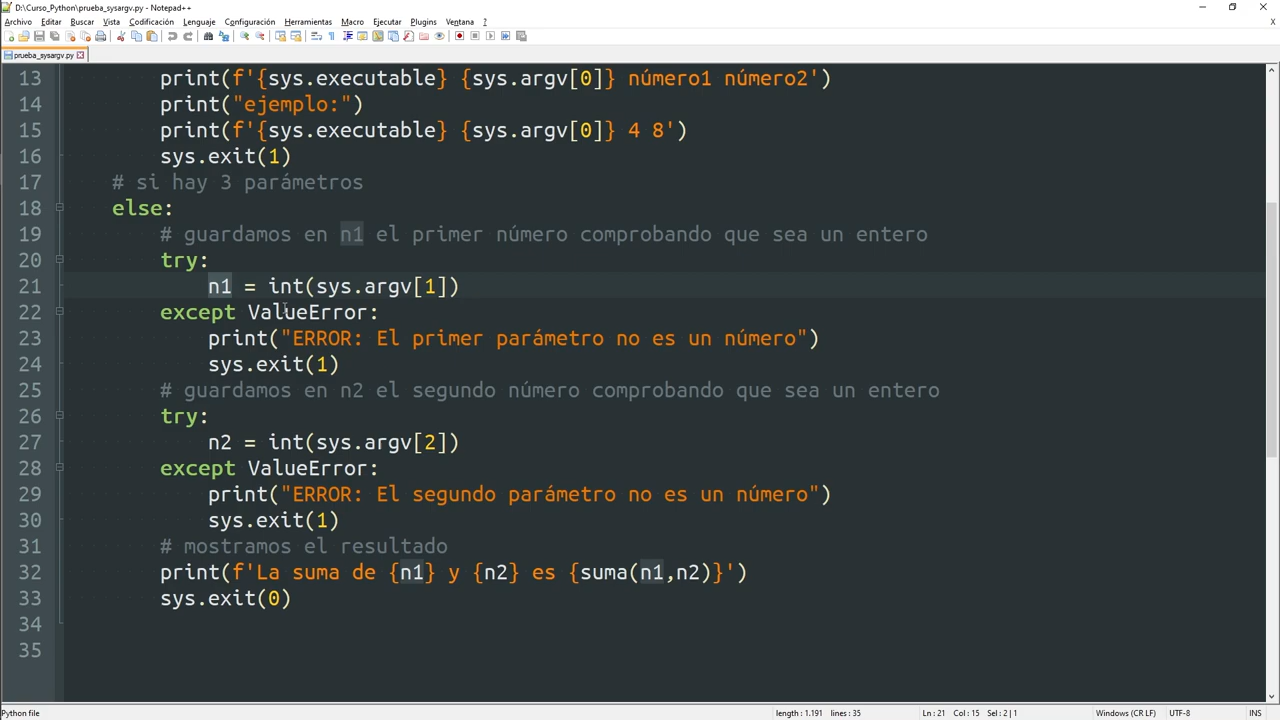 D:\Curso_Python\prueba_sysargv.py - Notepad++
Archivo Editar Buscar Vista Codificación Lenguaje Configuración Herramientas Macro Ejecutar Plugins Ventana ? X
prueba_sysargv.py
13 print(f'{sys.executable} {sys.argv[0]} número1 número2')
14 print("ejemplo:")
15 print(f'{sys.executable} {sys.argv[0]} 4 8')
16 sys.exit(1)
17 # si hay 3 parámetros
18 else:
19 # guardamos en n1 el primer número comprobando que sea un entero
20 try:
21 n1 = int(sys.argv[1])
22 except ValueError:
23 print("ERROR: El primer parámetro no es un número")
24 sys.exit(1)
25 # guardamos en n2 el segundo número comprobando que sea un entero
26 try:
27 n2 = int(sys.argv[2])
28 except ValueError:
29 print("ERROR: El segundo parámetro no es un número")
30 sys.exit(1)
31 # mostramos el resultado
32 print(f'La suma de {n1} y {n2} es {suma(n1,n2)}')
33 sys.exit(0)
34
35
Python file length : 1.191 lines : 35 Ln : 21 Col : 15 Sel : 2 | 1 Windows (CR LF) UTF-8 INS